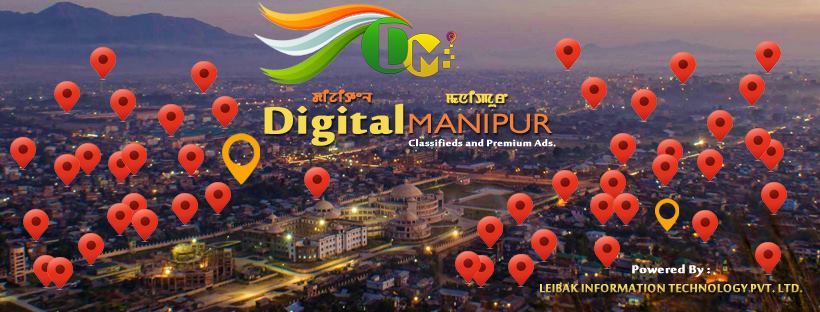 DM
Digital MANIPUR
Classifieds and Premium Ads.
Powered By :
LEIBAK INFORMATION TECHNOLOGY PVT. LTD.